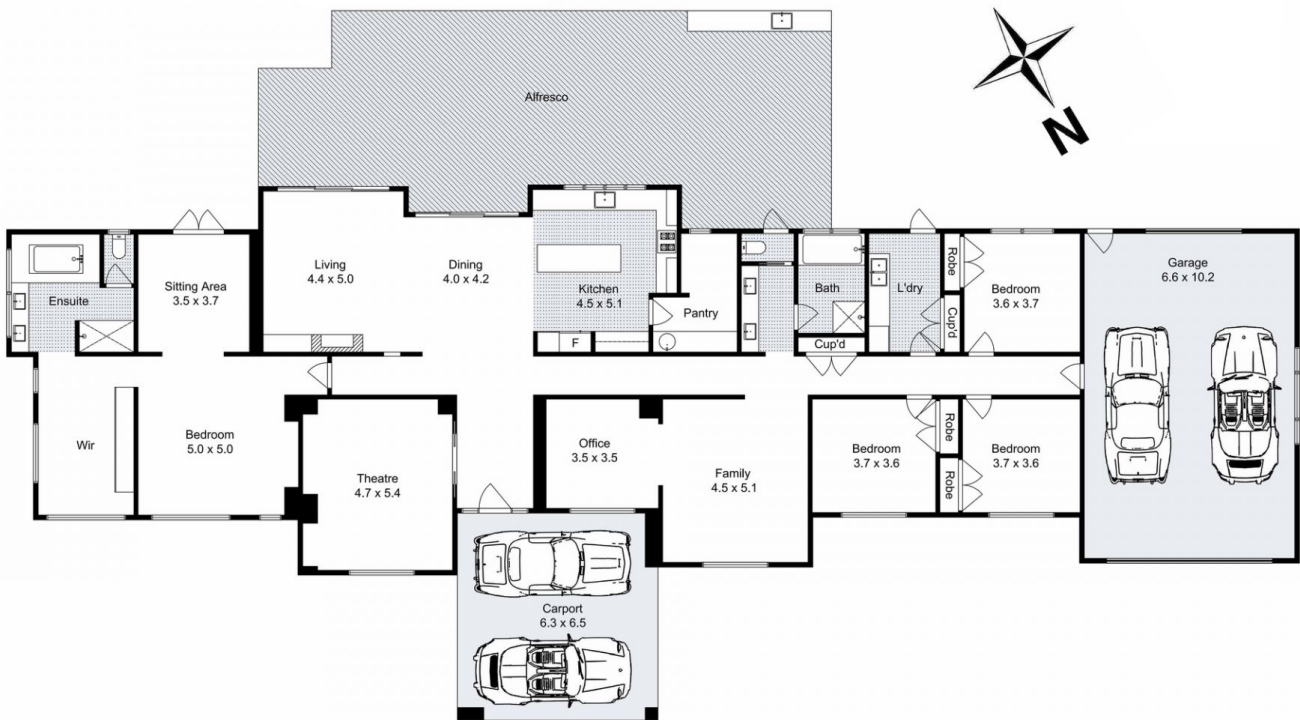 Alfresco
N
Ensuite
Sitting Area
3.5 x 3.7
Living
4.4 x 5.0
Dining
4.0 x 4.2
Kitchen
4.5 x 5.1
F
Pantry
Bath
Cup'd
L'dry
Robe
Cup'd
Bedroom
3.6 x 3.7
Garage
6.6 x 10.2
Wir
Bedroom
5.0 x 5.0
Theatre
4.7 x 5.4
Office
3.5 x 3.5
Family
4.5 x 5.1
Bedroom
3.7 x 3.6
Robe
Robe
Bedroom
3.7 x 3.6
Carport
6.3 x 6.5